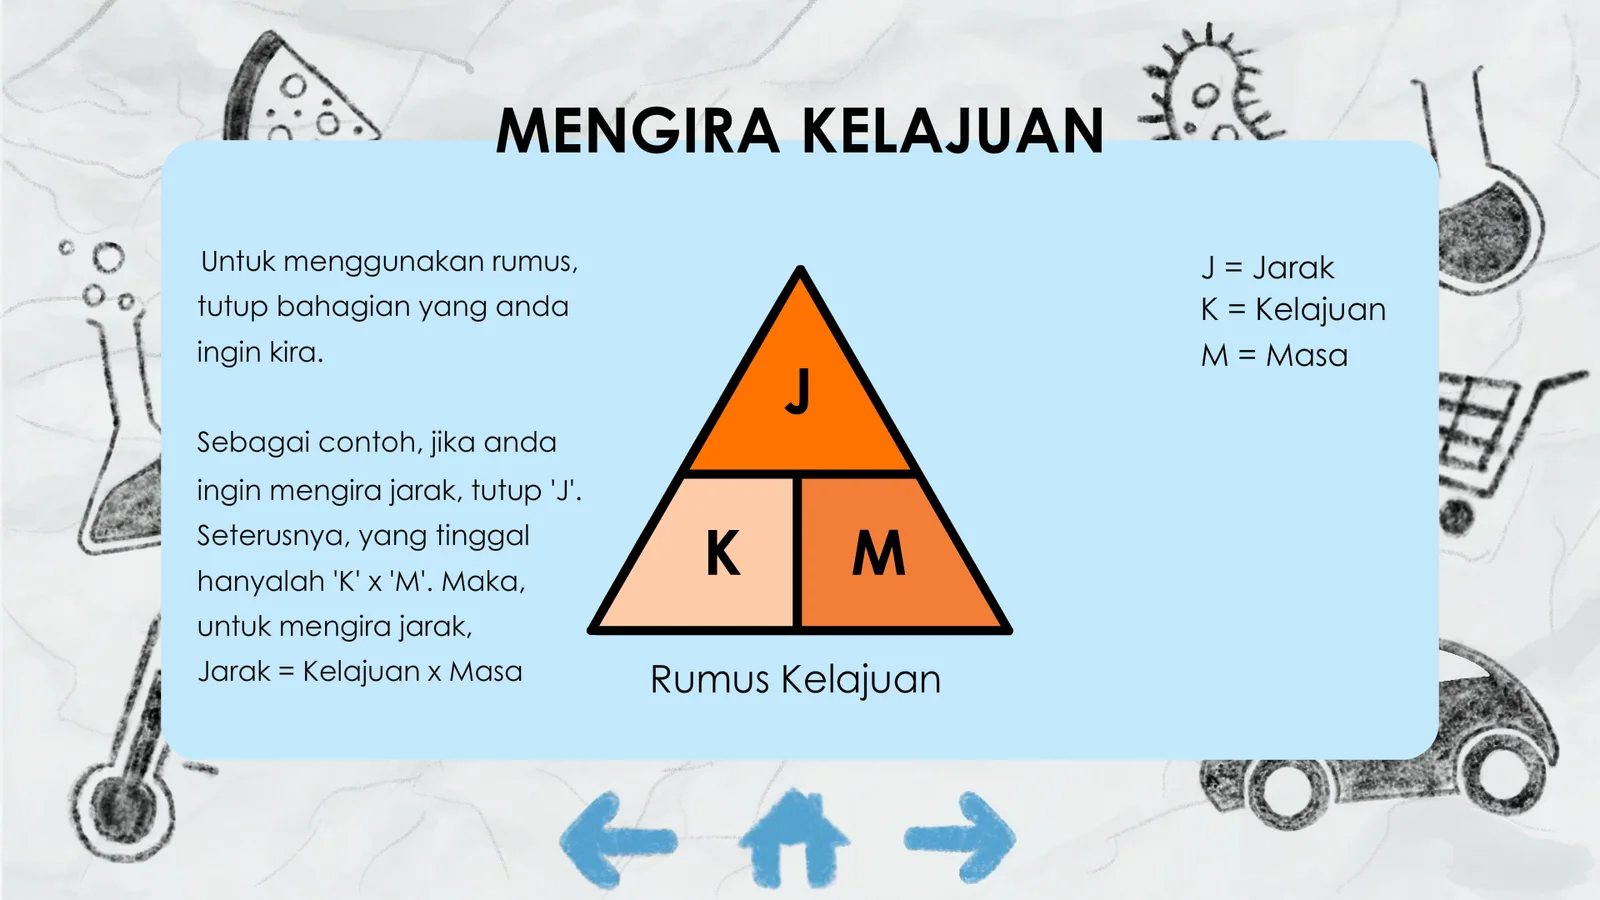 MENGIRA KELAJUAN
Untuk menggunakan rumus,
tutup bahagian yang anda
ingin kira.
Sebagai contoh, jika anda
ingin mengira jarak, tutup 'J'.
Seterusnya, yang tinggal
hanyalah 'K' x 'M'. Maka,
untuk mengira jarak,
Jarak = Kelajuan x Masa
J
K M
Rumus Kelajuan
J = Jarak
K = Kelajuan
M = Masa